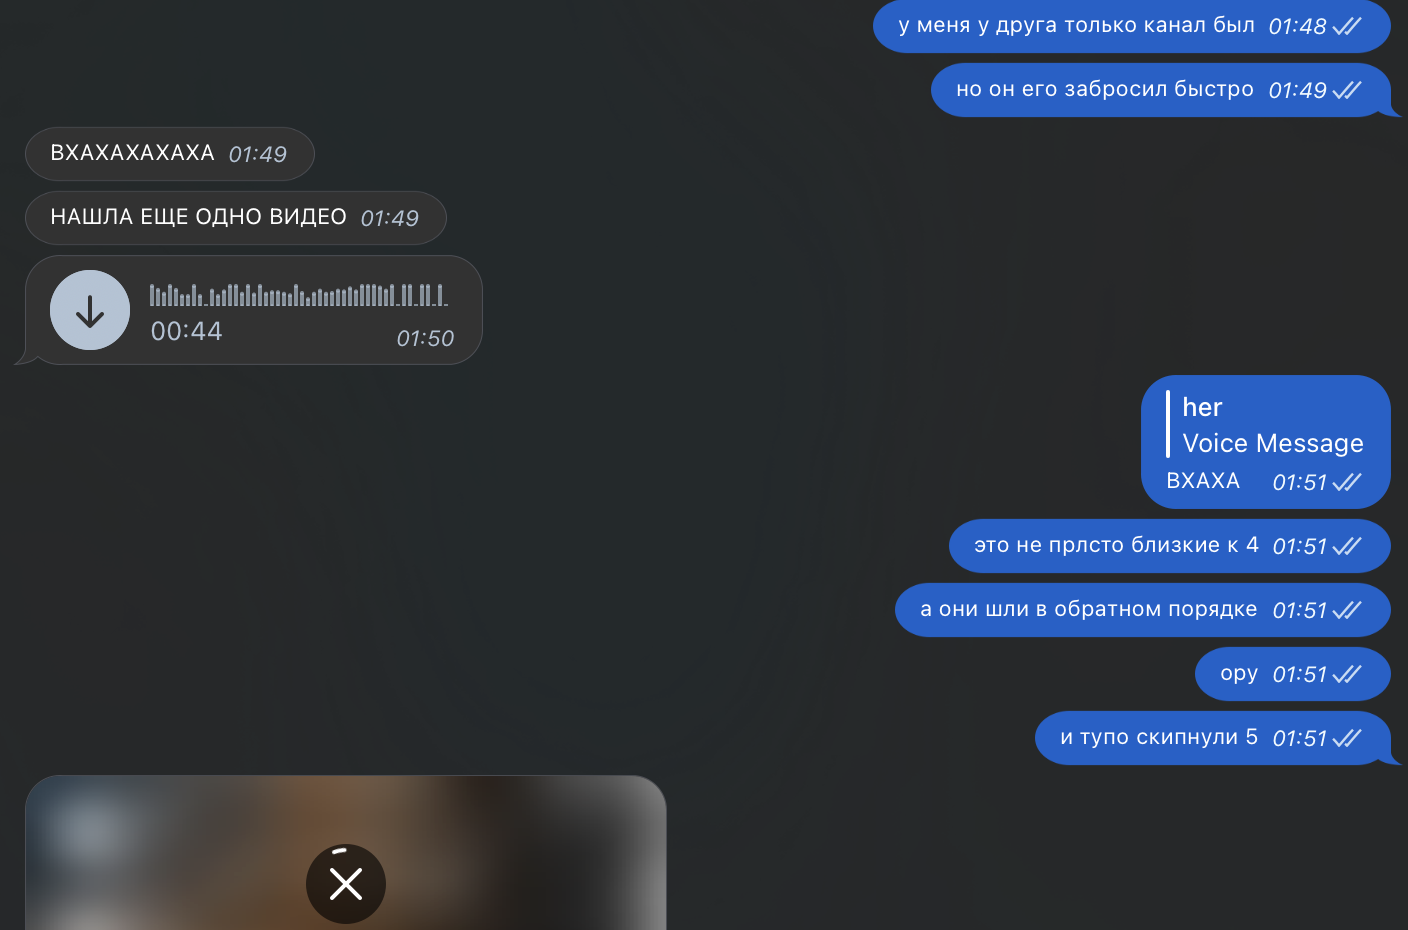 у меня у друга только канал был 01:48
но он его забросил быстро 01:49
ВХАХАХАХАХА 01:49
НАШЛА ЕЩЕ ОДНО ВИДЕО 01:49
00:44
01:50
her
Voice Message
ВХАХА 01:51
это не прлсто близкие к 4 01:51
а они шли в обратном порядке 01:51
ору 01:51
и тупо скипнули 5 01:51